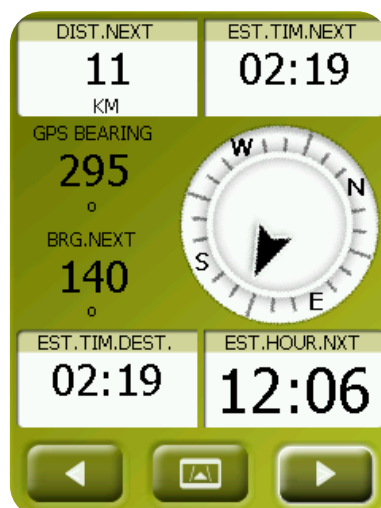 DIST.NEXT
11
KM
EST.TIM.NEXT
02:19
GPS BEARING
295
o
BRG.NEXT
140
o
W
N
S
E
EST.TIM.DEST.
02:19
EST.HOUR.NXT
12:06